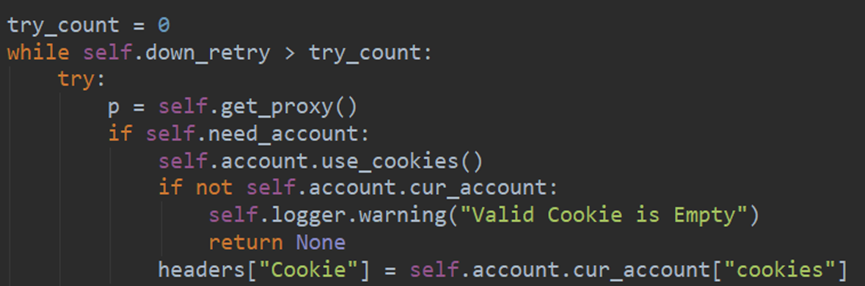 try_count = 0
while self.down_retry > try_count:
    try:
        p = self.get_proxy()
        if self.need_account:
            self.account.use_cookies()
            if not self.account.cur_account:
                self.logger.warning("Valid Cookie is Empty")
                return None
            headers["Cookie"] = self.account.cur_account["cookies"]